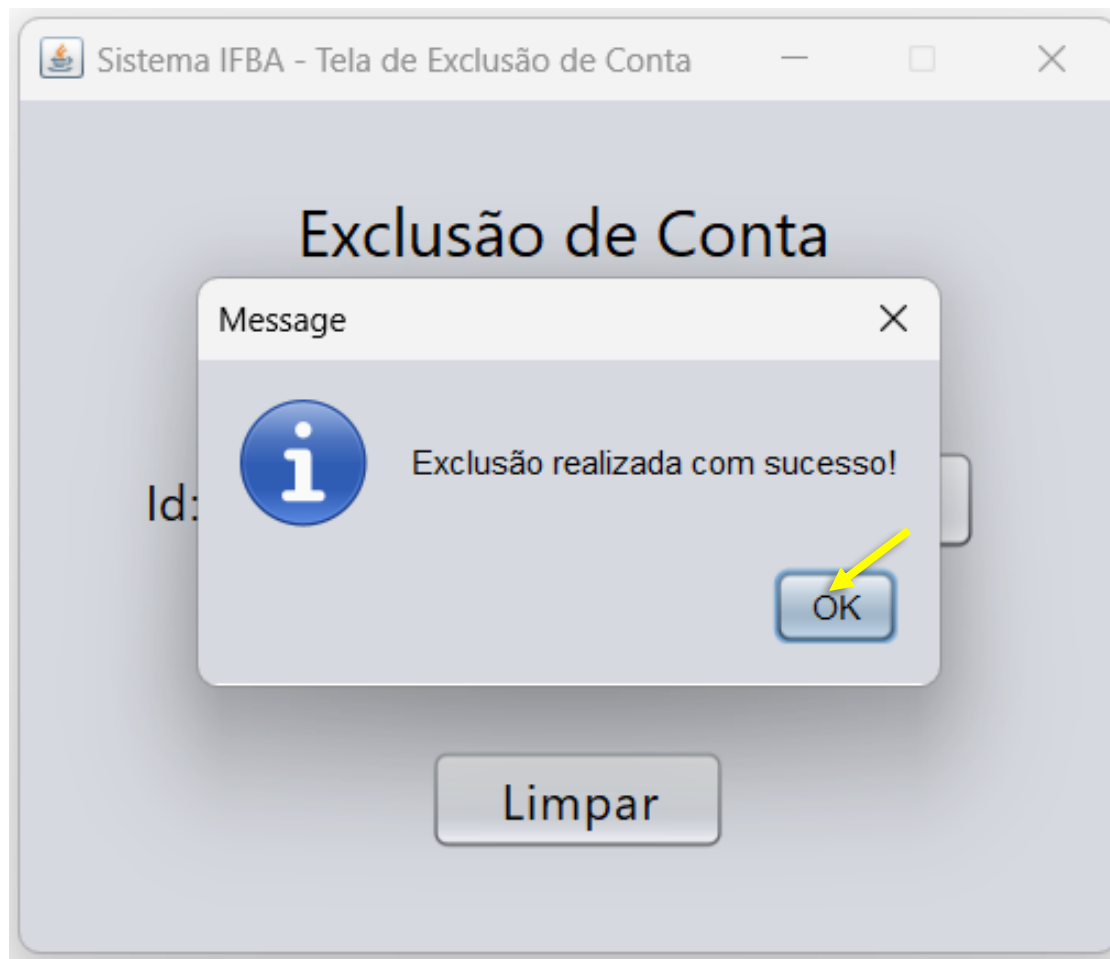 Sistema IFBA - Tela de Exclusão de Conta
Exclusão de Conta
Message
Exclusão realizada com sucesso!
Id:
OK
Limpar